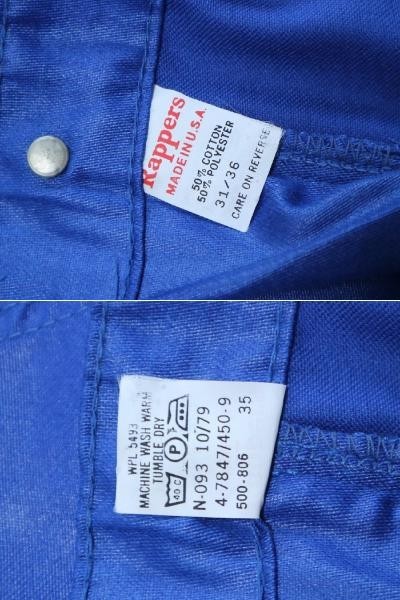 Rappers
MADE IN U.S.A.
50% COTTON
50% POLYESTER
31/36
CARE ON REVERSE
WPL 5493
MACHINE WASH WARM
TUMBLE DRY
40 C P
N-093 10/79
4-7847/450-9
500-806 35